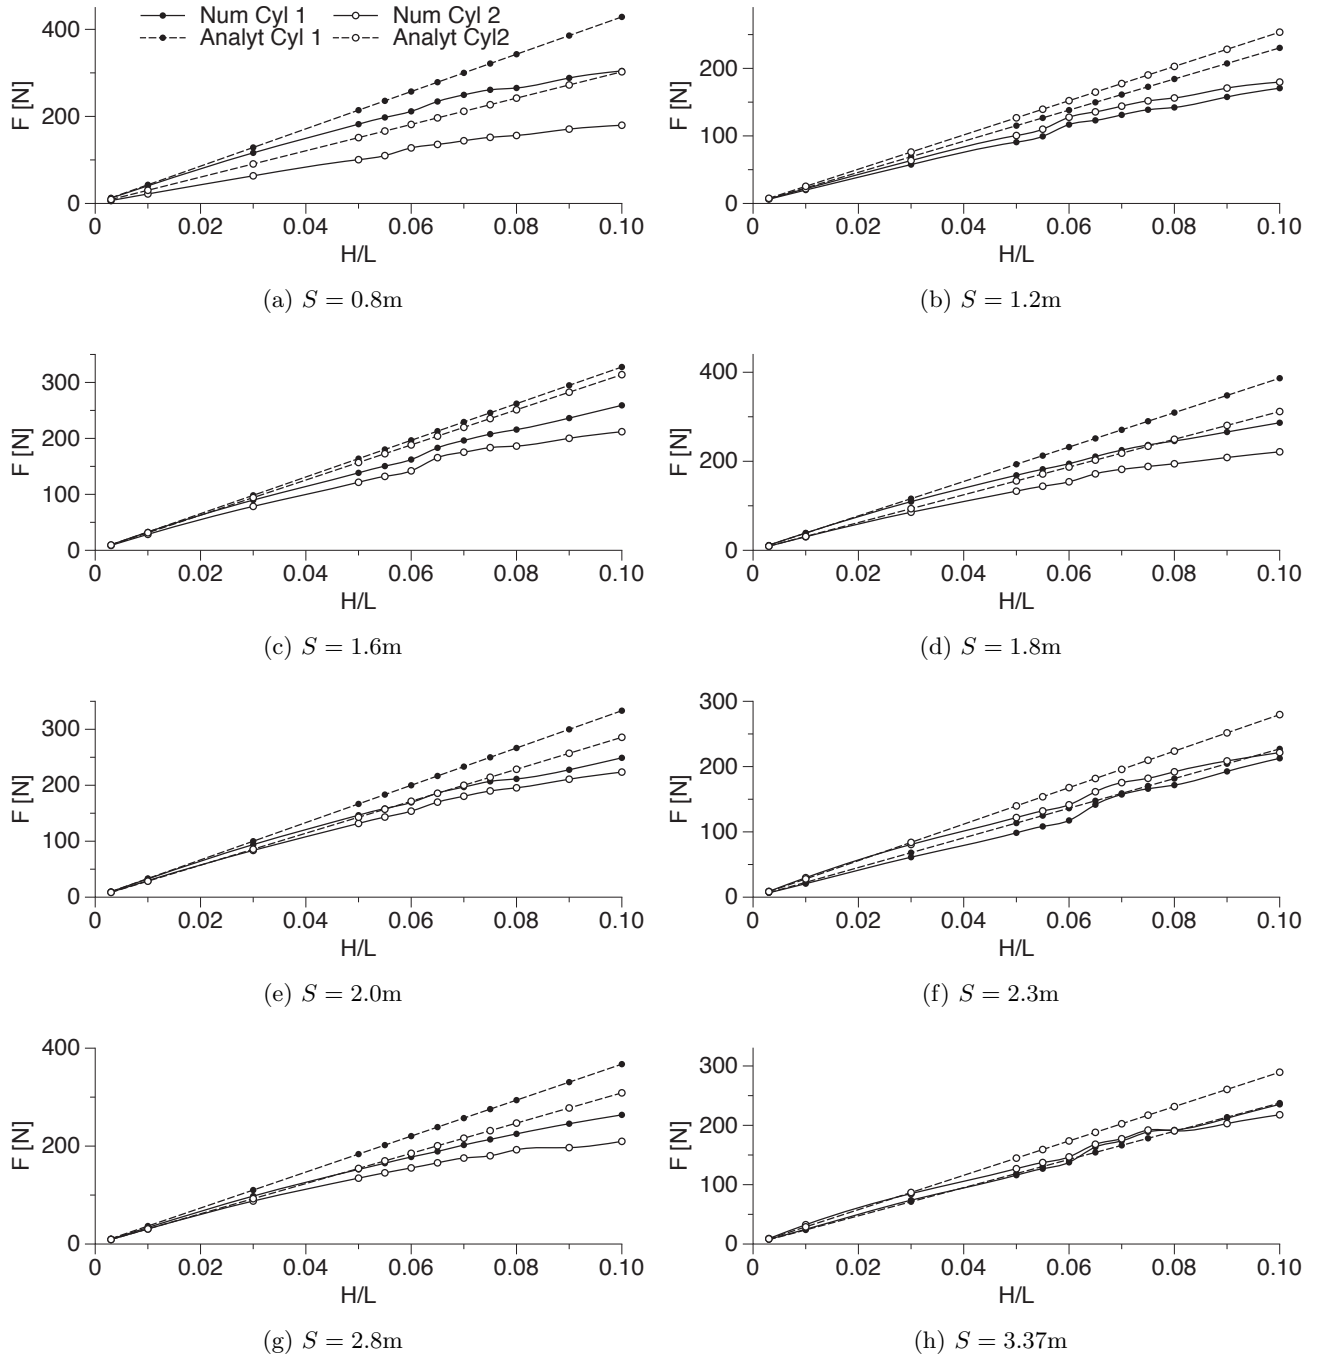 Num Cyl 1 Num Cyl 2
Analyt Cyl 1 Analyt Cyl2
F [N]
400
200
0
0 0.02 0.04 0.06 0.08 0.10
H/L
(a) S = 0.8m
F [N]
200
100
0
0 0.02 0.04 0.06 0.08 0.10
H/L
(b) S = 1.2m
F [N]
300
200
100
0
0 0.02 0.04 0.06 0.08 0.10
H/L
(c) S = 1.6m
F [N]
400
200
0
0 0.02 0.04 0.06 0.08 0.10
H/L
(d) S = 1.8m
F [N]
300
200
100
0
0 0.02 0.04 0.06 0.08 0.10
H/L
(e) S = 2.0m
F [N]
300
200
100
0
0 0.02 0.04 0.06 0.08 0.10
H/L
(f) S = 2.3m
F [N]
400
200
0
0 0.02 0.04 0.06 0.08 0.10
H/L
(g) S = 2.8m
F [N]
300
200
100
0
0 0.02 0.04 0.06 0.08 0.10
H/L
(h) S = 3.37m